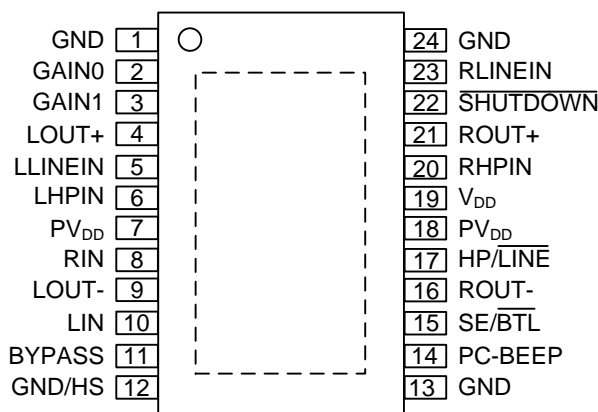 GND 1 24 GND
GAIN0 2 23 RLINEIN
GAIN1 3 22 SHUTDOWN
LOUT+ 4 21 ROUT+
LLINEIN 5 20 RHPIN
LHPIN 6 19 VDD
PVDD 7 18 PVDD
RIN 8 17 HP/LINE
LOUT- 9 16 ROUT-
LIN 10 15 SE/BTL
BYPASS 11 14 PC-BEEP
GND/HS 12 13 GND